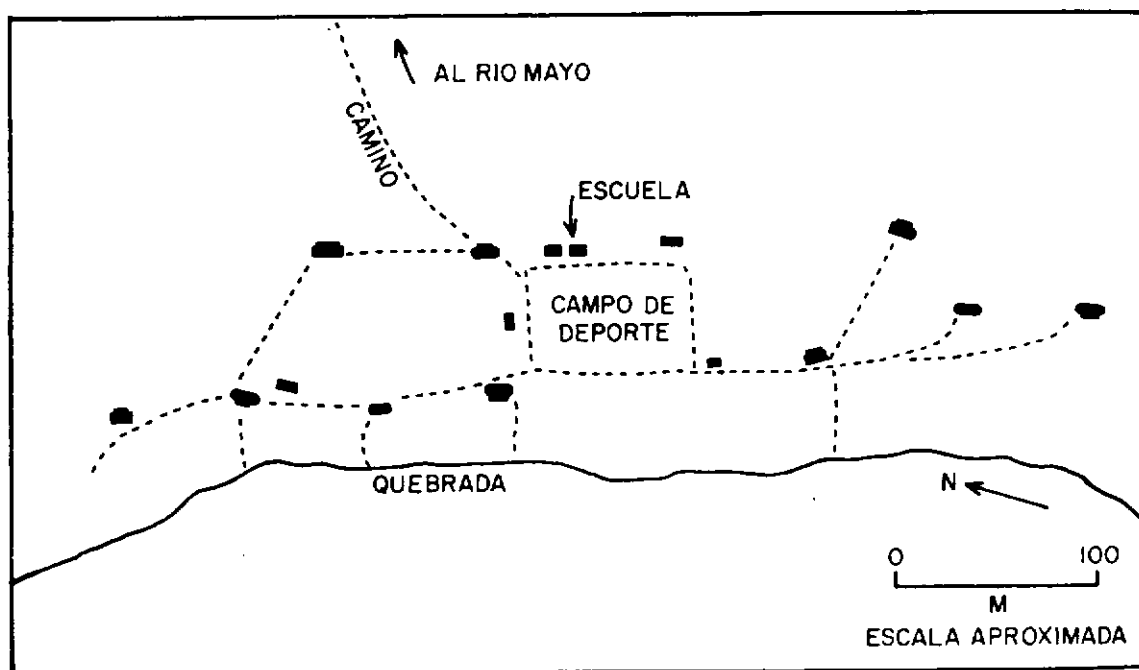 AL RIO MAYO
CAMINO
ESCUELA
CAMPO DE
DEPORTE
QUEBRADA
N
0 100
M
ESCALA APROXIMADA